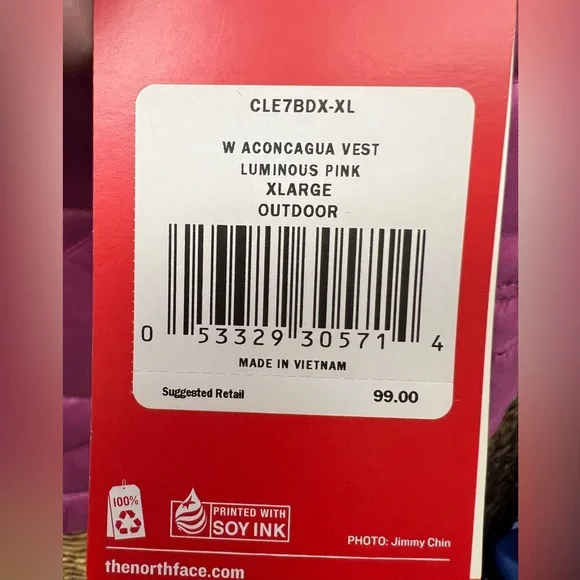 CLE7BDX-XL
W ACONCAGUA VEST
LUMINOUS PINK
XLARGE
OUTDOOR
0 53329 30571 4
MADE IN VIETNAM
Suggested Retail 99.00
100%
PRINTED WITH
SOY INK
PHOTO: Jimmy Chin
thenorthface.com